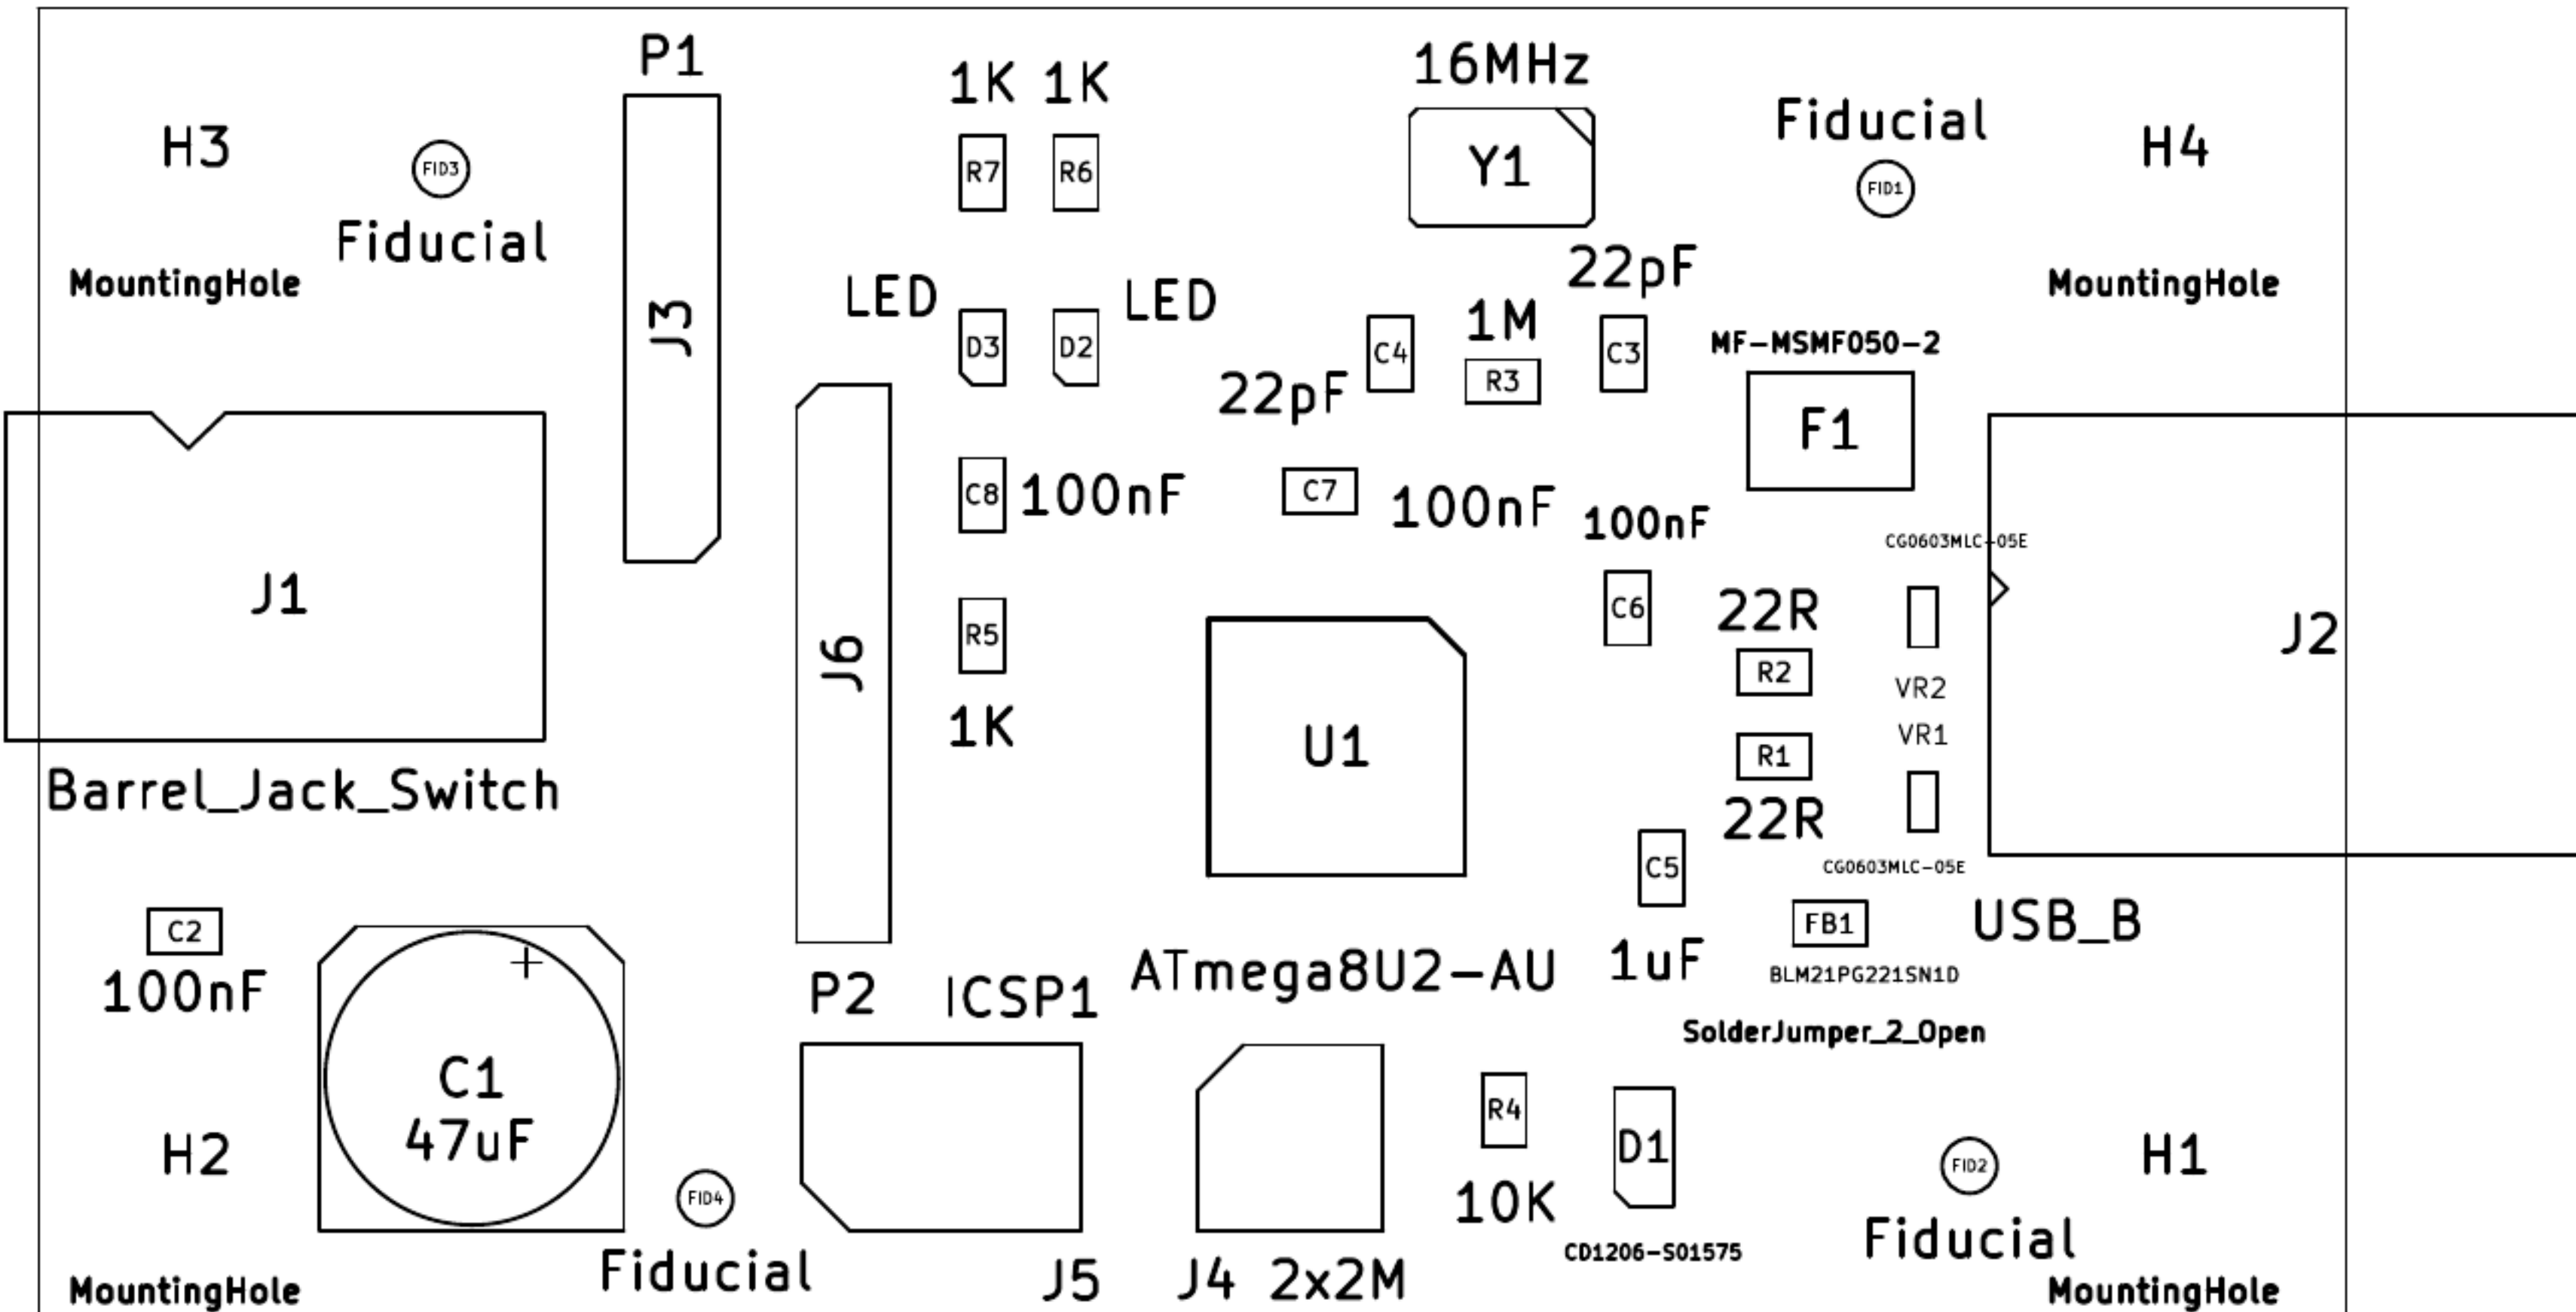 P1
1K 1K
16MHz
Fiducial
H3
FID3
R7
R6
Y1
FID1
H4
Fiducial
MountingHole
J3
LED
D3
D2
LED
22pF
1M
22pF
C4
R3
C3
MF-MSMF050-2
F1
MountingHole
C8
100nF
C7
100nF
100nF
CG0603MLC-05E
J1
J6
R5
1K
U1
C6
22R
R2
VR2
VR1
R1
22R
J2
Barrel_Jack_Switch
C5
CG0603MLC-05E
C2
100nF
P2
ICSP1
ATmega8U2-AU
1uF
FB1
BLM21PG221SN1D
USB_B
SolderJumper_2_Open
C1
47uF
R4
10K
D1
CD1206-S01575
H2
FID4
Fiducial
FID2
Fiducial
H1
MountingHole
J5
J4 2x2M
MountingHole